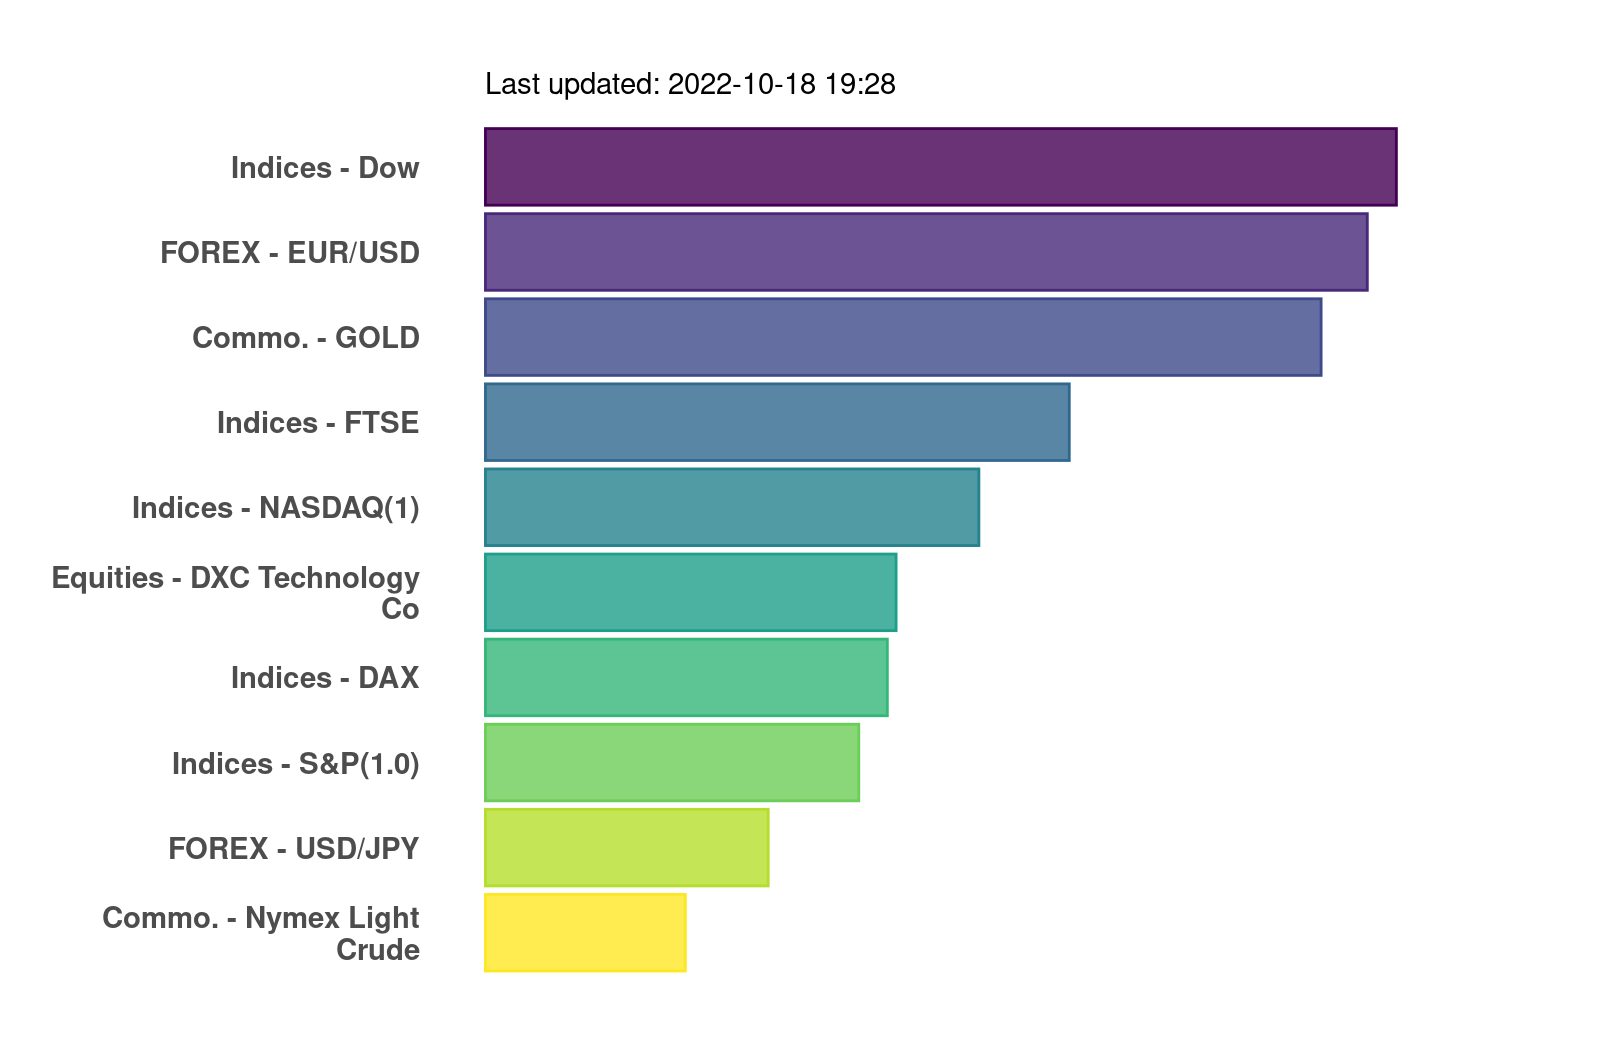 Last updated: 2022-10-18 19:28
Indices - Dow
FOREX - EUR/USD
Commo. - GOLD
Indices - FTSE
Indices - NASDAQ(1)
Equities - DXC Technology
Co
Indices - DAX
Indices - S&P(1.0)
FOREX - USD/JPY
Commo. - Nymex Light
Crude